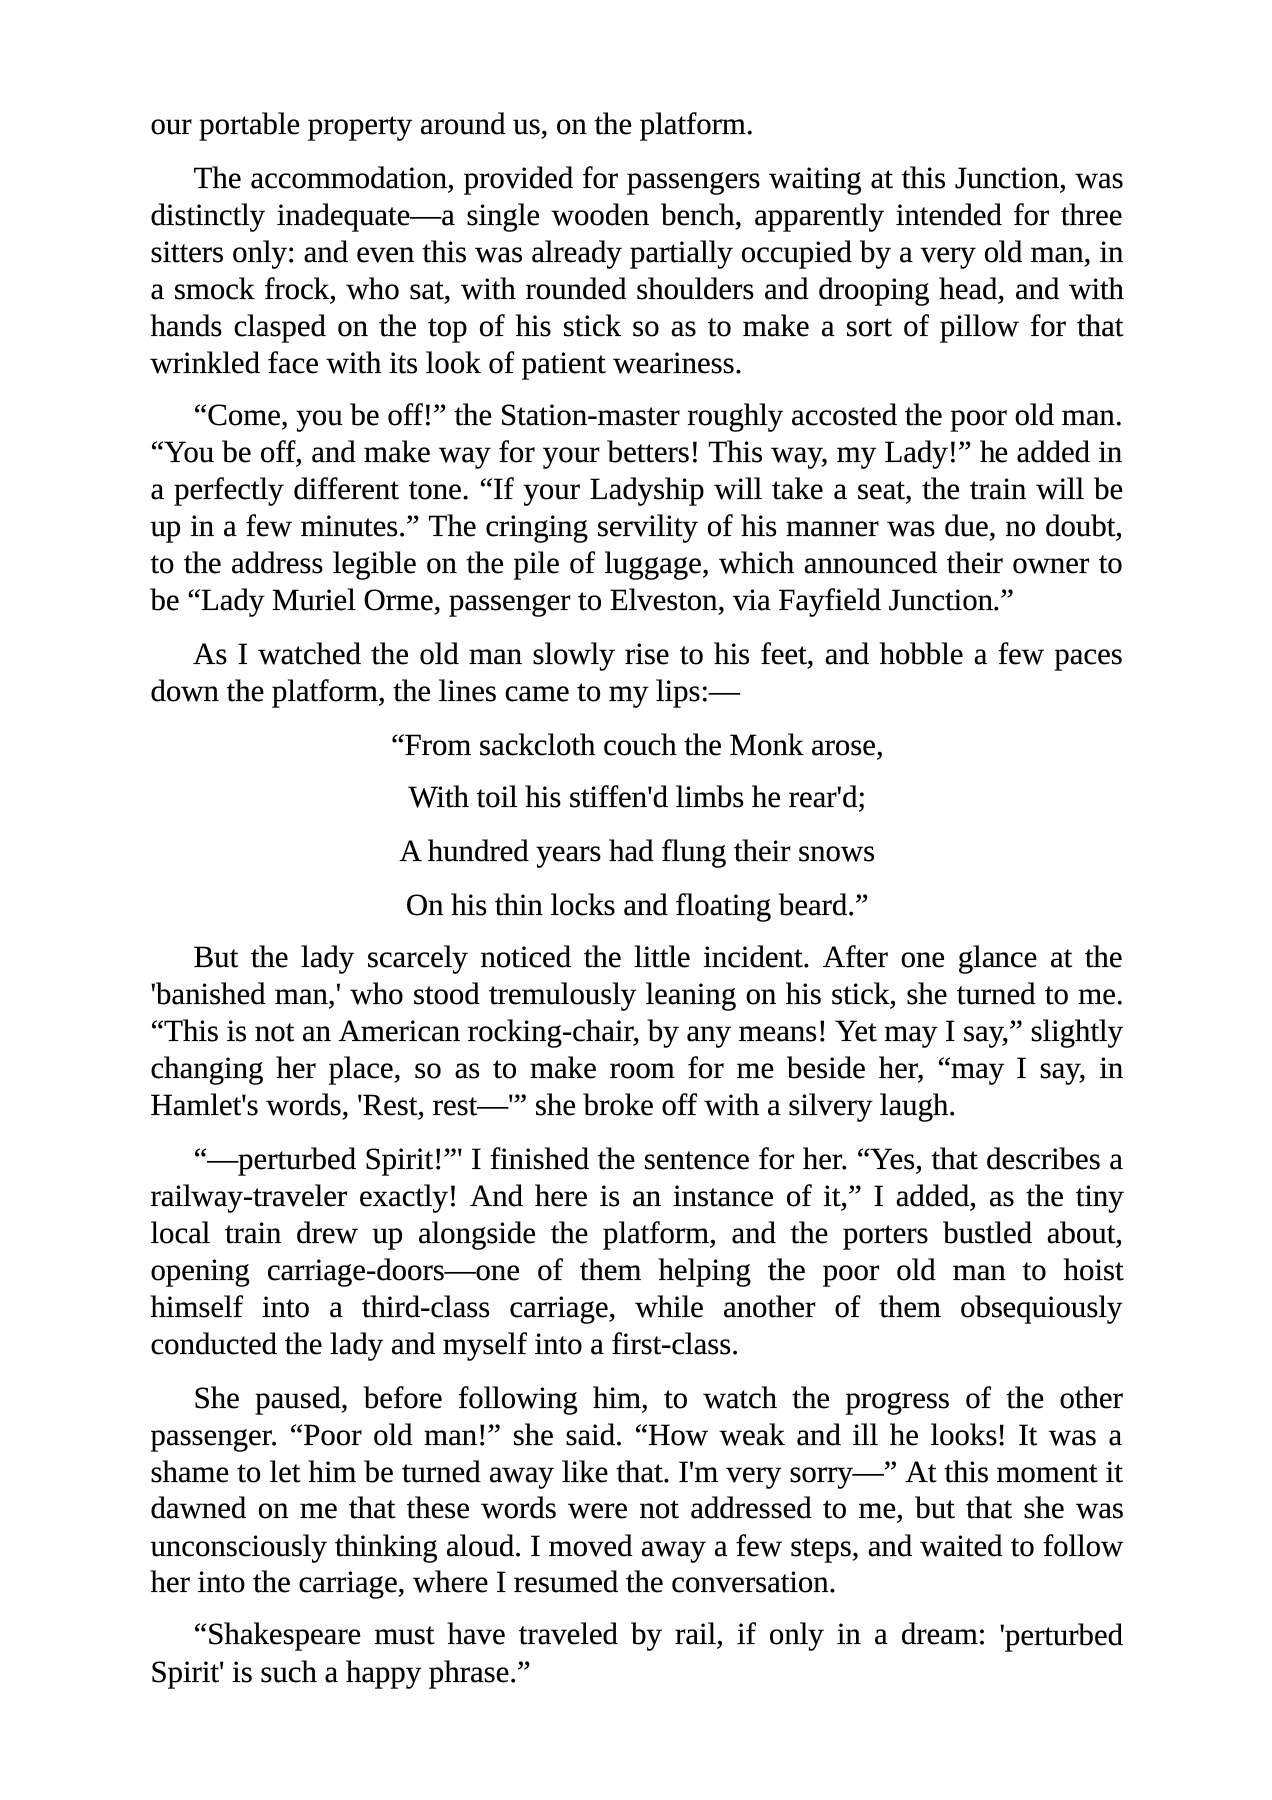 our portable property around us, on the platform.
The accommodation, provided for passengers waiting at this Junction, was
distinctly inadequate—a single wooden bench, apparently intended for three
sitters only: and even this was already partially occupied by a very old man, in
a smock frock, who sat, with rounded shoulders and drooping head, and with
hands clasped on the top of his stick so as to make a sort of pillow for that
wrinkled face with its look of patient weariness.
“Come, you be off!” the Station-master roughly accosted the poor old man.
“You be off, and make way for your betters! This way, my Lady!” he added in
a perfectly different tone. “If your Ladyship will take a seat, the train will be
up in a few minutes.” The cringing servility of his manner was due, no doubt,
to the address legible on the pile of luggage, which announced their owner to
be “Lady Muriel Orme, passenger to Elveston, via Fayfield Junction.”
As I watched the old man slowly rise to his feet, and hobble a few paces
down the platform, the lines came to my lips:—
“From sackcloth couch the Monk arose,
With toil his stiffen'd limbs he rear'd;
A hundred years had flung their snows
On his thin locks and floating beard.”
But the lady scarcely noticed the little incident. After one glance at the
'banished man,' who stood tremulously leaning on his stick, she turned to me.
“This is not an American rocking-chair, by any means! Yet may I say,” slightly
changing her place, so as to make room for me beside her, “may I say, in
Hamlet's words, 'Rest, rest—'” she broke off with a silvery laugh.
“—perturbed Spirit!”' I finished the sentence for her. “Yes, that describes a
railway-traveler exactly! And here is an instance of it,” I added, as the tiny
local train drew up alongside the platform, and the porters bustled about,
opening carriage-doors—one of them helping the poor old man to hoist
himself into a third-class carriage, while another of them obsequiously
conducted the lady and myself into a first-class.
She paused, before following him, to watch the progress of the other
passenger. “Poor old man!” she said. “How weak and ill he looks! It was a
shame to let him be turned away like that. I'm very sorry—” At this moment it
dawned on me that these words were not addressed to me, but that she was
unconsciously thinking aloud. I moved away a few steps, and waited to follow
her into the carriage, where I resumed the conversation.
“Shakespeare must have traveled by rail, if only in a dream: 'perturbed
Spirit' is such a happy phrase.”